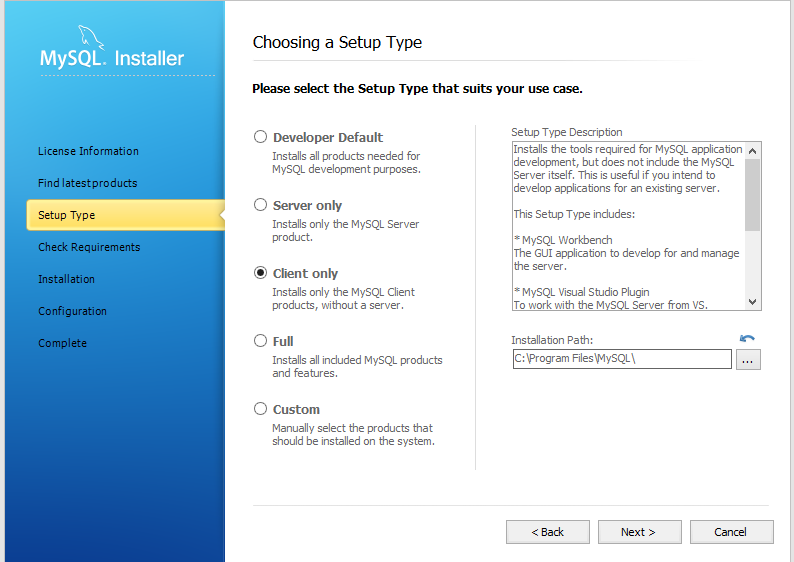 MySQL. Installer
License Information
Find latest products
Setup Type
Check Requirements
Installation
Configuration
Complete
Choosing a Setup Type
Please select the Setup Type that suits your use case.
Developer Default
Installs all products needed for
MySQL development purposes.
Server only
Installs only the MySQL Server
product.
Client only
Installs only the MySQL Client
products, without a server.
Full
Installs all included MySQL products
and features.
Custom
Manually select the products that
should be installed on the system.
Setup Type Description
Installs the tools required for MySQL application
development, but does not include the MySQL
Server itself. This is useful if you intend to
develop applications for an existing server.
This Setup Type includes:
* MySQL Workbench
The GUI application to develop for and manage
the server.
* MySQL Visual Studio Plugin
To work with the MySQL Server from VS.
Installation Path:
C:\Program Files\MySQL\
...
< Back
Next >
Cancel